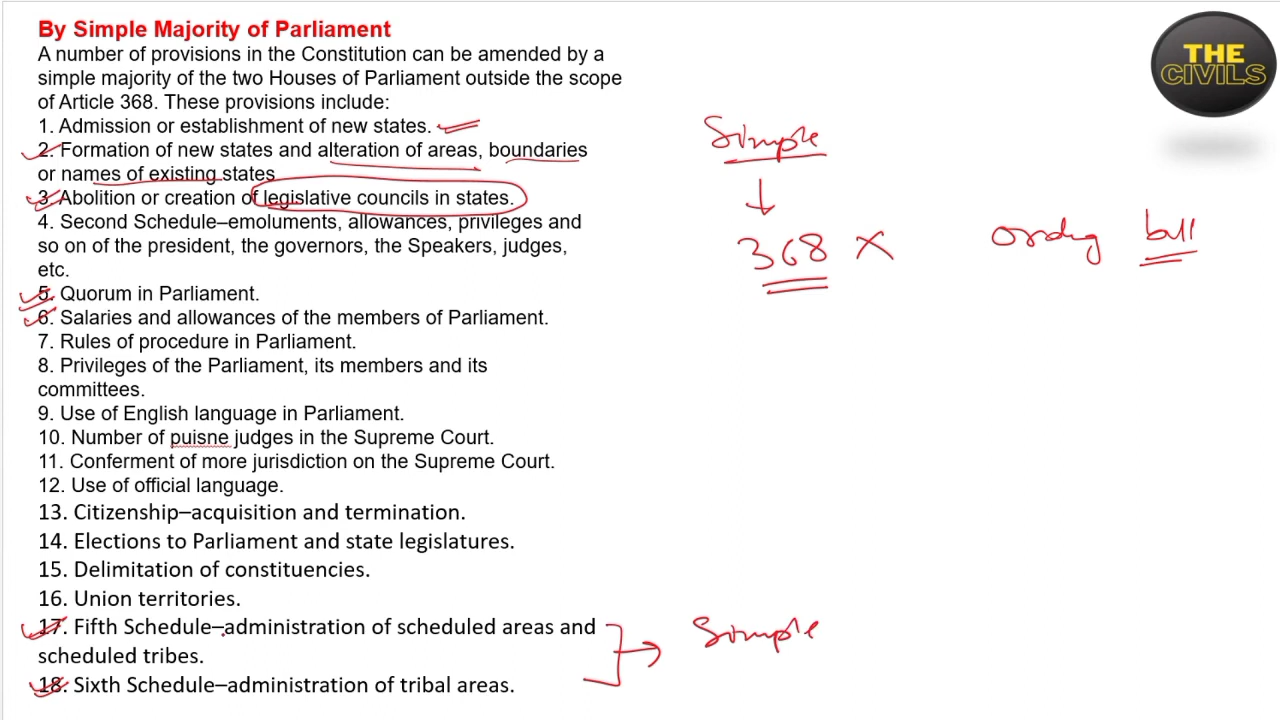 By Simple Majority of Parliament
A number of provisions in the Constitution can be amended by a
simple majority of the two Houses of Parliament outside the scope
of Article 368. These provisions include:
1. Admission or establishment of new states.
2. Formation of new states and alteration of areas, boundaries
or names of existing states
3. Abolition or creation of legislative councils in states.
4. Second Schedule–emoluments, allowances, privileges and
so on of the president, the governors, the Speakers, judges,
etc.
5. Quorum in Parliament.
6. Salaries and allowances of the members of Parliament.
7. Rules of procedure in Parliament.
8. Privileges of the Parliament, its members and its
committees.
9. Use of English language in Parliament.
10. Number of puisne judges in the Supreme Court.
11. Conferment of more jurisdiction on the Supreme Court.
12. Use of official language.
13. Citizenship–acquisition and termination.
14. Elections to Parliament and state legislatures.
15. Delimitation of constituencies.
16. Union territories.
17. Fifth Schedule–administration of scheduled areas and
scheduled tribes.
18. Sixth Schedule–administration of tribal areas.
THE
CIVILS
Simple
368 X
bill
Simple